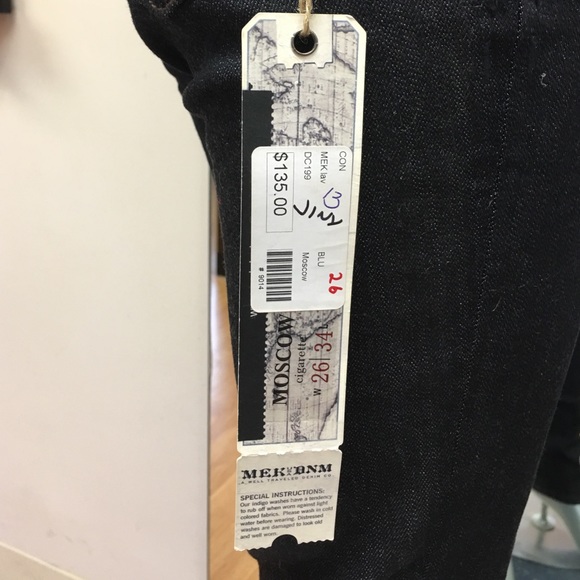 CON
MEK lav
DC199
$135.00
BLU
Moscow
26
# 9014
MOSCOW
cigarette
W 26 34
MEK DNM
A WELL TRAVELED DENIM CO.
SPECIAL INSTRUCTIONS:
Our indigo washes have a tendency
to rub off when worn against light
colored fabrics. Please wash in cold
water before wearing. Distressed
washes are damaged to look old
and well worn